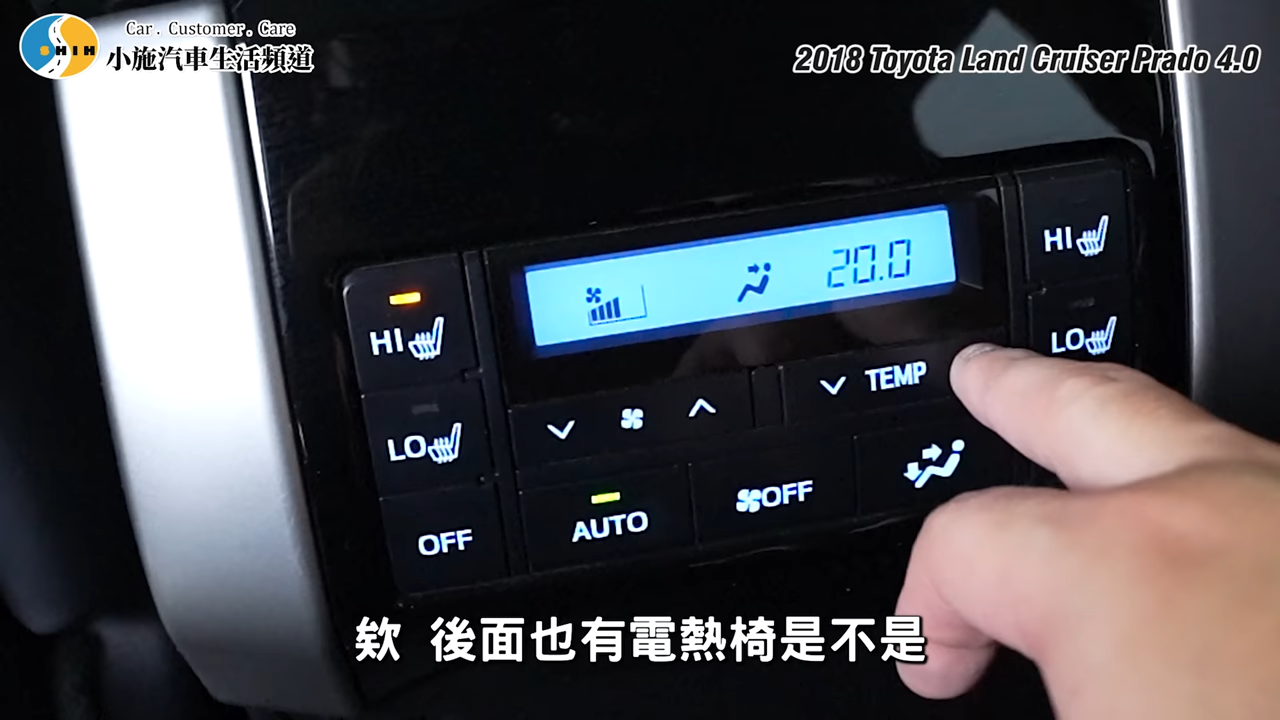 Car . Customer . Care
SHIH
小施汽車生活頻道
2018 Toyota Land Cruiser Prado 4.0
20.0
HI
HI
LO
LO
TEMP
AUTO
OFF
OFF
欸 後面也有電熱椅是不是